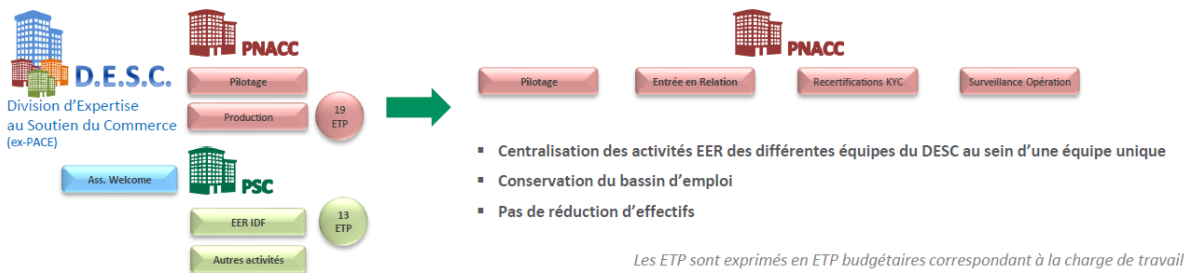 D.E.S.C.
Division d'Expertise
au Soutien du Commerce
(ex-PACE)
Ass. Welcome
PNACC
Pilotage
Production
19
ETP
PSC
EER IDF
13
ETP
Autres activités
PNACC
Pilotage
Entrée en Relation
Recertifications KYC
Surveillance Opération
▪ Centralisation des activités EER des différentes équipes du DESC au sein d'une équipe unique
▪ Conservation du bassin d'emploi
▪ Pas de réduction d'effectifs
Les ETP sont exprimés en ETP budgétaires correspondant à la charge de travail